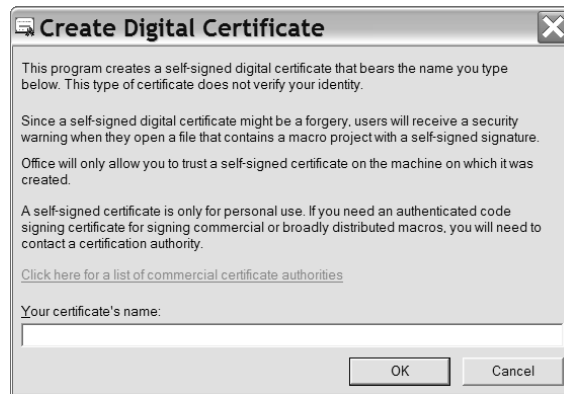 Create Digital Certificate
This program creates a self-signed digital certificate that bears the name you type
below. This type of certificate does not verify your identity.
Since a self-signed digital certificate might be a forgery, users will receive a security
warning when they open a file that contains a macro project with a self-signed signature.
Office will only allow you to trust a self-signed certificate on the machine on which it was
created.
A self-signed certificate is only for personal use. If you need an authenticated code
signing certificate for signing commercial or broadly distributed macros, you will need to
contact a certification authority.
Click here for a list of commercial certificate authorities
Your certificate's name:
OK Cancel